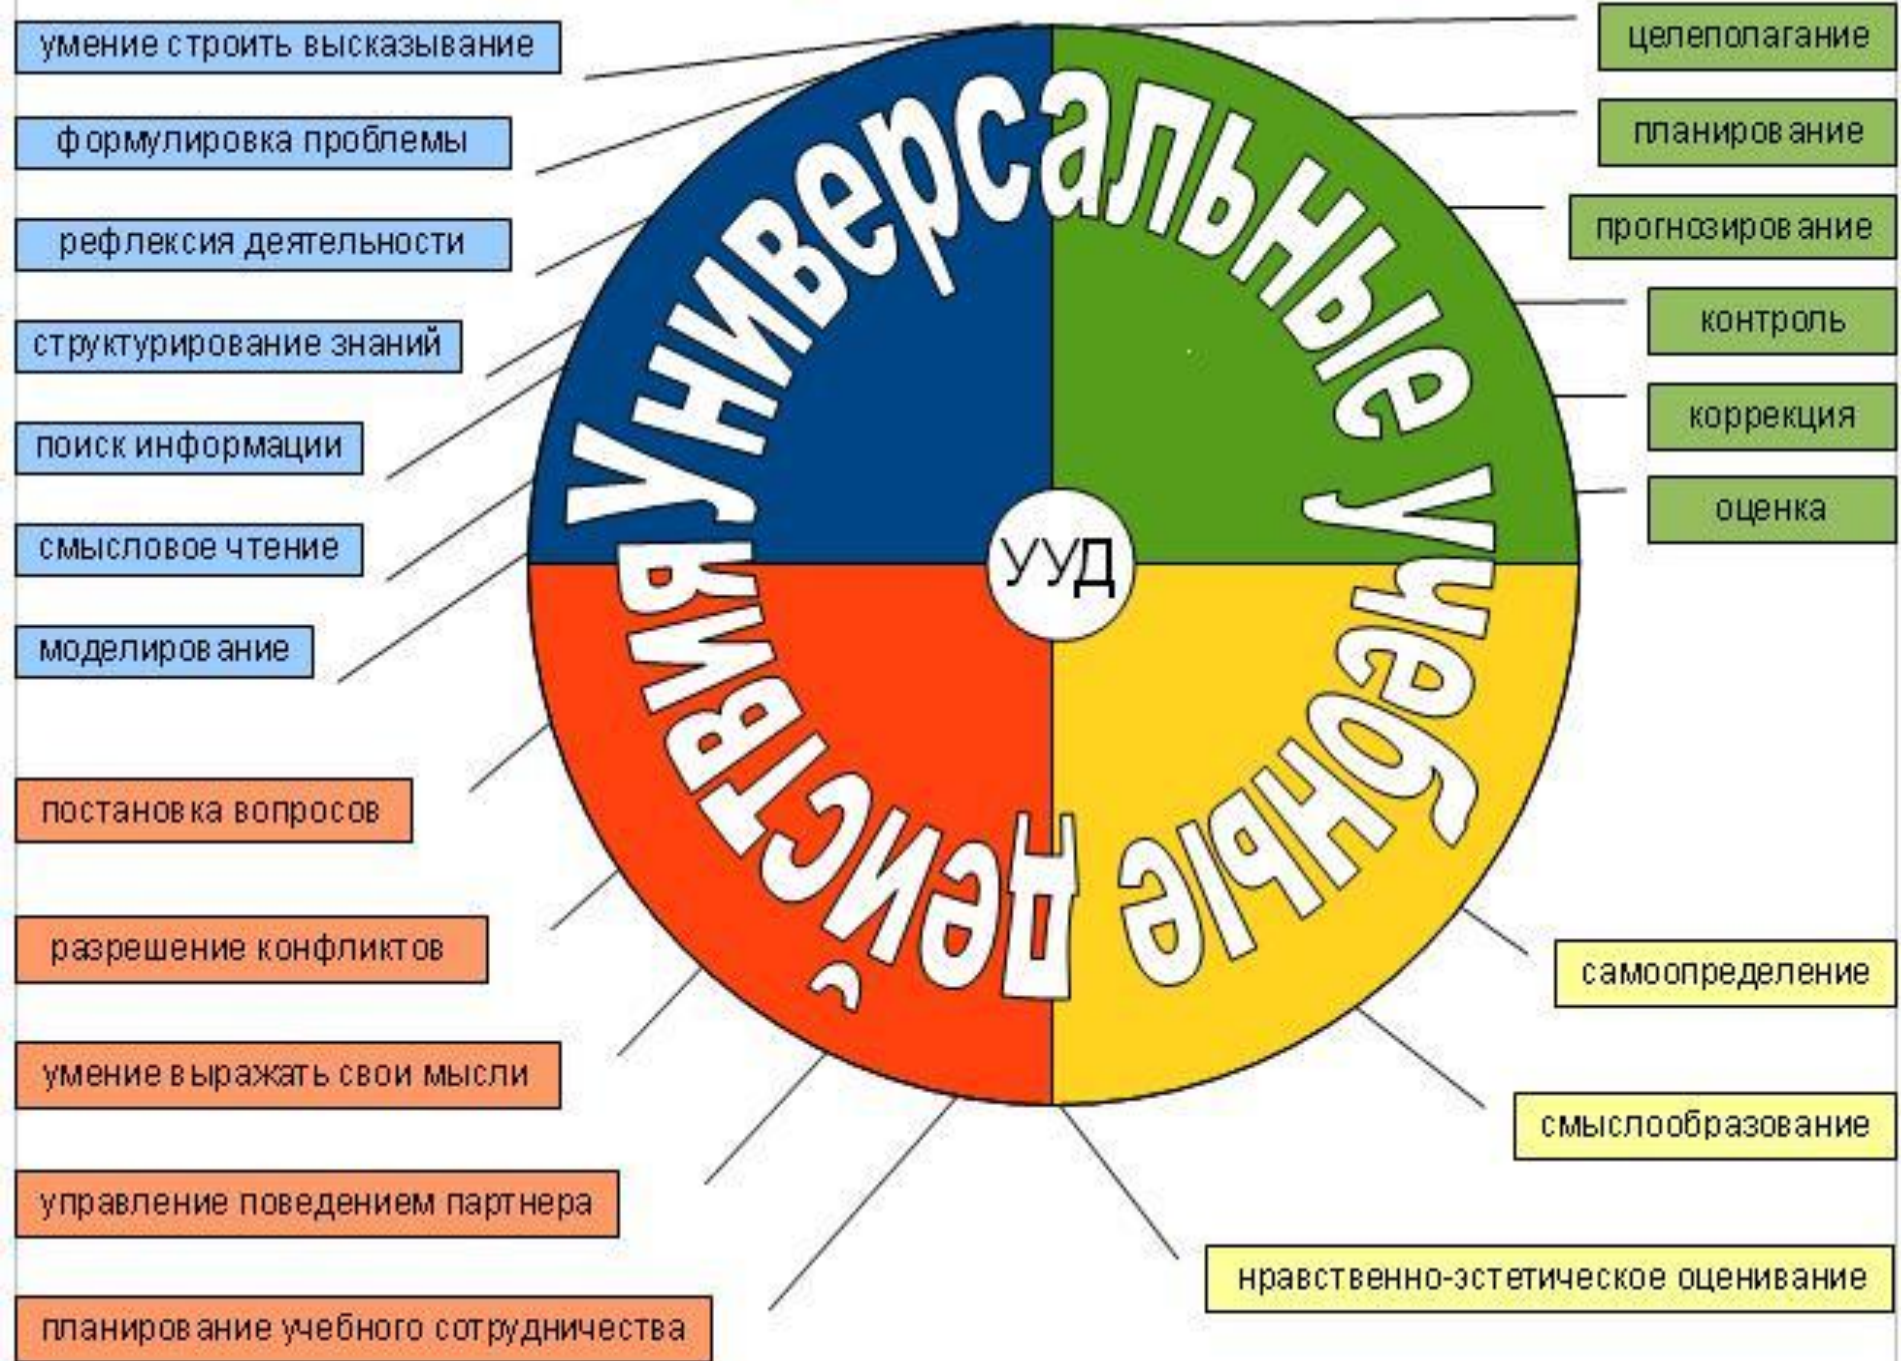 умение строить высказывание
формулировка проблемы
рефлексия деятельности
структурирование знаний
поиск информации
смысловое чтение
моделирование
постановка вопросов
разрешение конфликтов
умение выражать свои мысли
управление поведением партнера
планирование учебного сотрудничества
Универсальные учебные действия
УУД
целеполагание
планирование
прогнозирование
контроль
коррекция
оценка
самоопределение
смыслообразование
нравственно-эстетическое оценивание